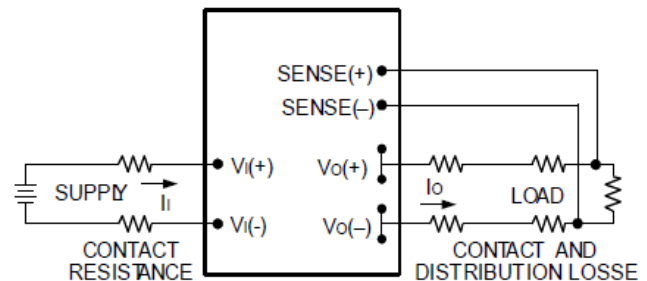 SENSE(+)
SENSE(–)
VI(+)
VO(+)
SUPPLY
II
IO
LOAD
VI(-)
VO(–)
CONTACT
RESISTANCE
CONTACT AND
DISTRIBUTION LOSSE